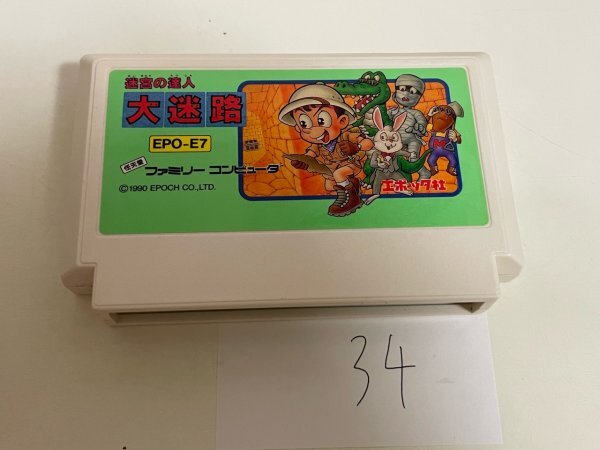 迷宮の達人
大迷路
EPO-E7
任天堂 ファミリー コンピュータ
©1990 EPOCH CO.,LTD.
M
エポック社
34